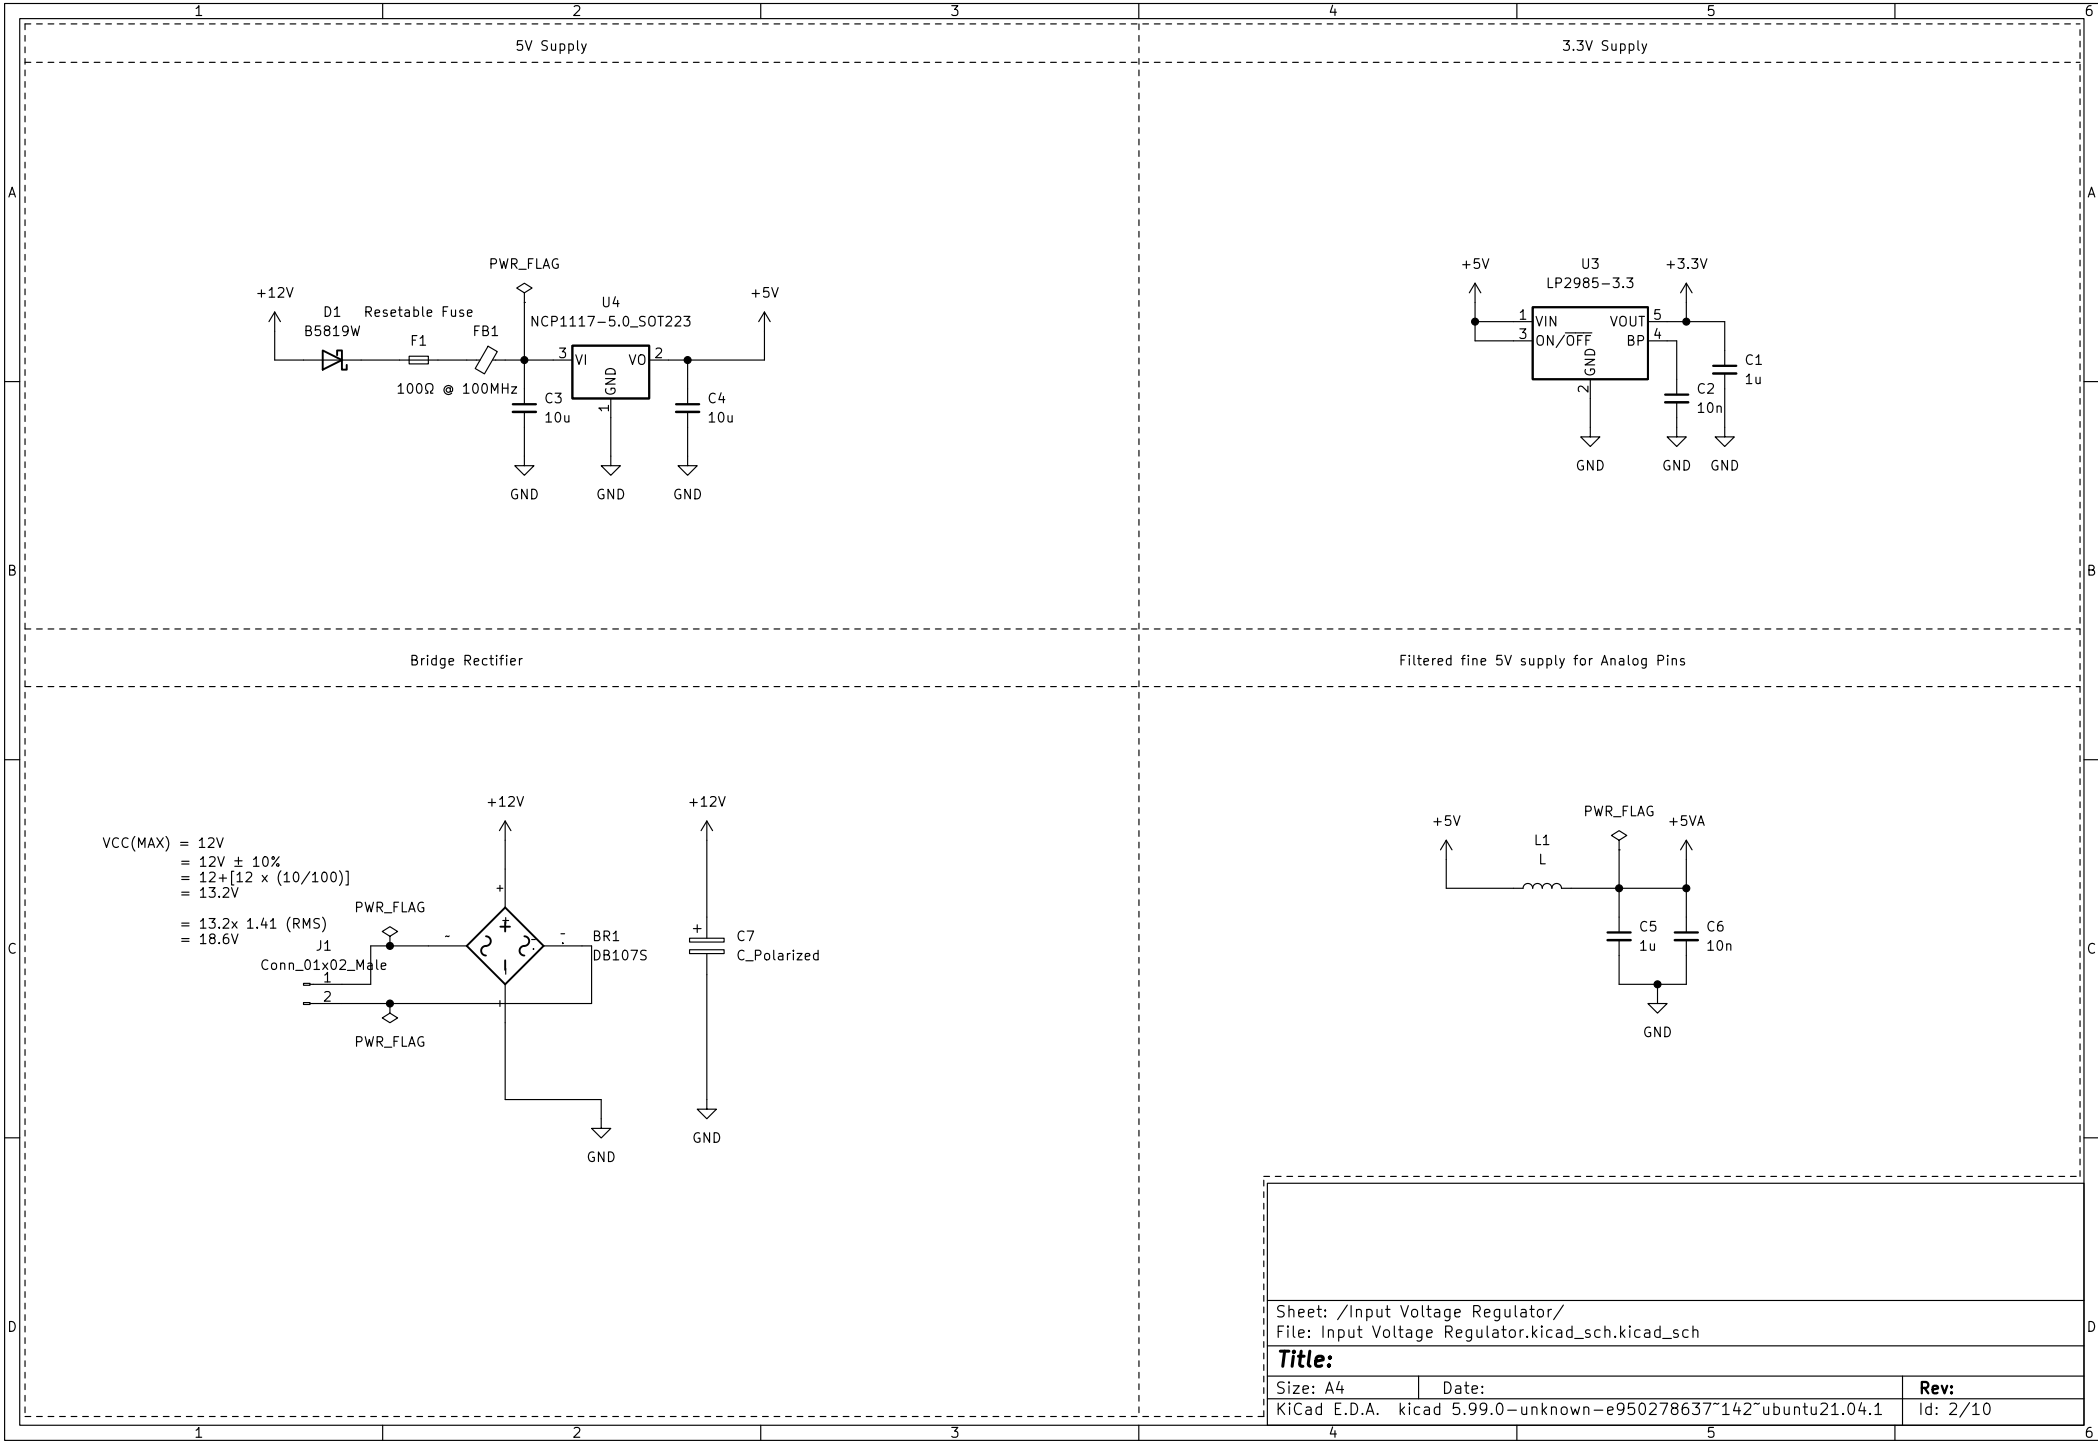 1 2 3 4 5 6
5V Supply
3.3V Supply
A
A
PWR_FLAG
+12V
D1
B5819W
Resetable Fuse
F1
FB1
100Ω @ 100MHz
U4
NCP1117-5.0_SOT223
3 VI
VO 2
GND
1
+5V
C3
10u
C4
10u
GND
GND
GND
+5V
U3
LP2985-3.3
+3.3V
1 VIN
VOUT 5
3 ON/OFF
BP 4
GND
2
C1
1u
C2
10n
GND
GND
GND
B
B
Bridge Rectifier
Filtered fine 5V supply for Analog Pins
+12V
+12V
VCC(MAX) = 12V
= 12V ± 10%
= 12+[12 x (10/100)]
= 13.2V
= 13.2x 1.41 (RMS)
= 18.6V
PWR_FLAG
J1
Conn_01x02_Male
1
2
PWR_FLAG
+
+
-
BR1
DB107S
+
C7
C_Polarized
GND
GND
+5V
L1
L
PWR_FLAG
+5VA
C5
1u
C6
10n
GND
C
C
D
D
Sheet: /Input Voltage Regulator/
File: Input Voltage Regulator.kicad_sch.kicad_sch
Title:
Size: A4
Date:
Rev:
KiCad E.D.A. kicad 5.99.0-unknown-e950278637~142~ubuntu21.04.1
Id: 2/10
1 2 3 4 5 6